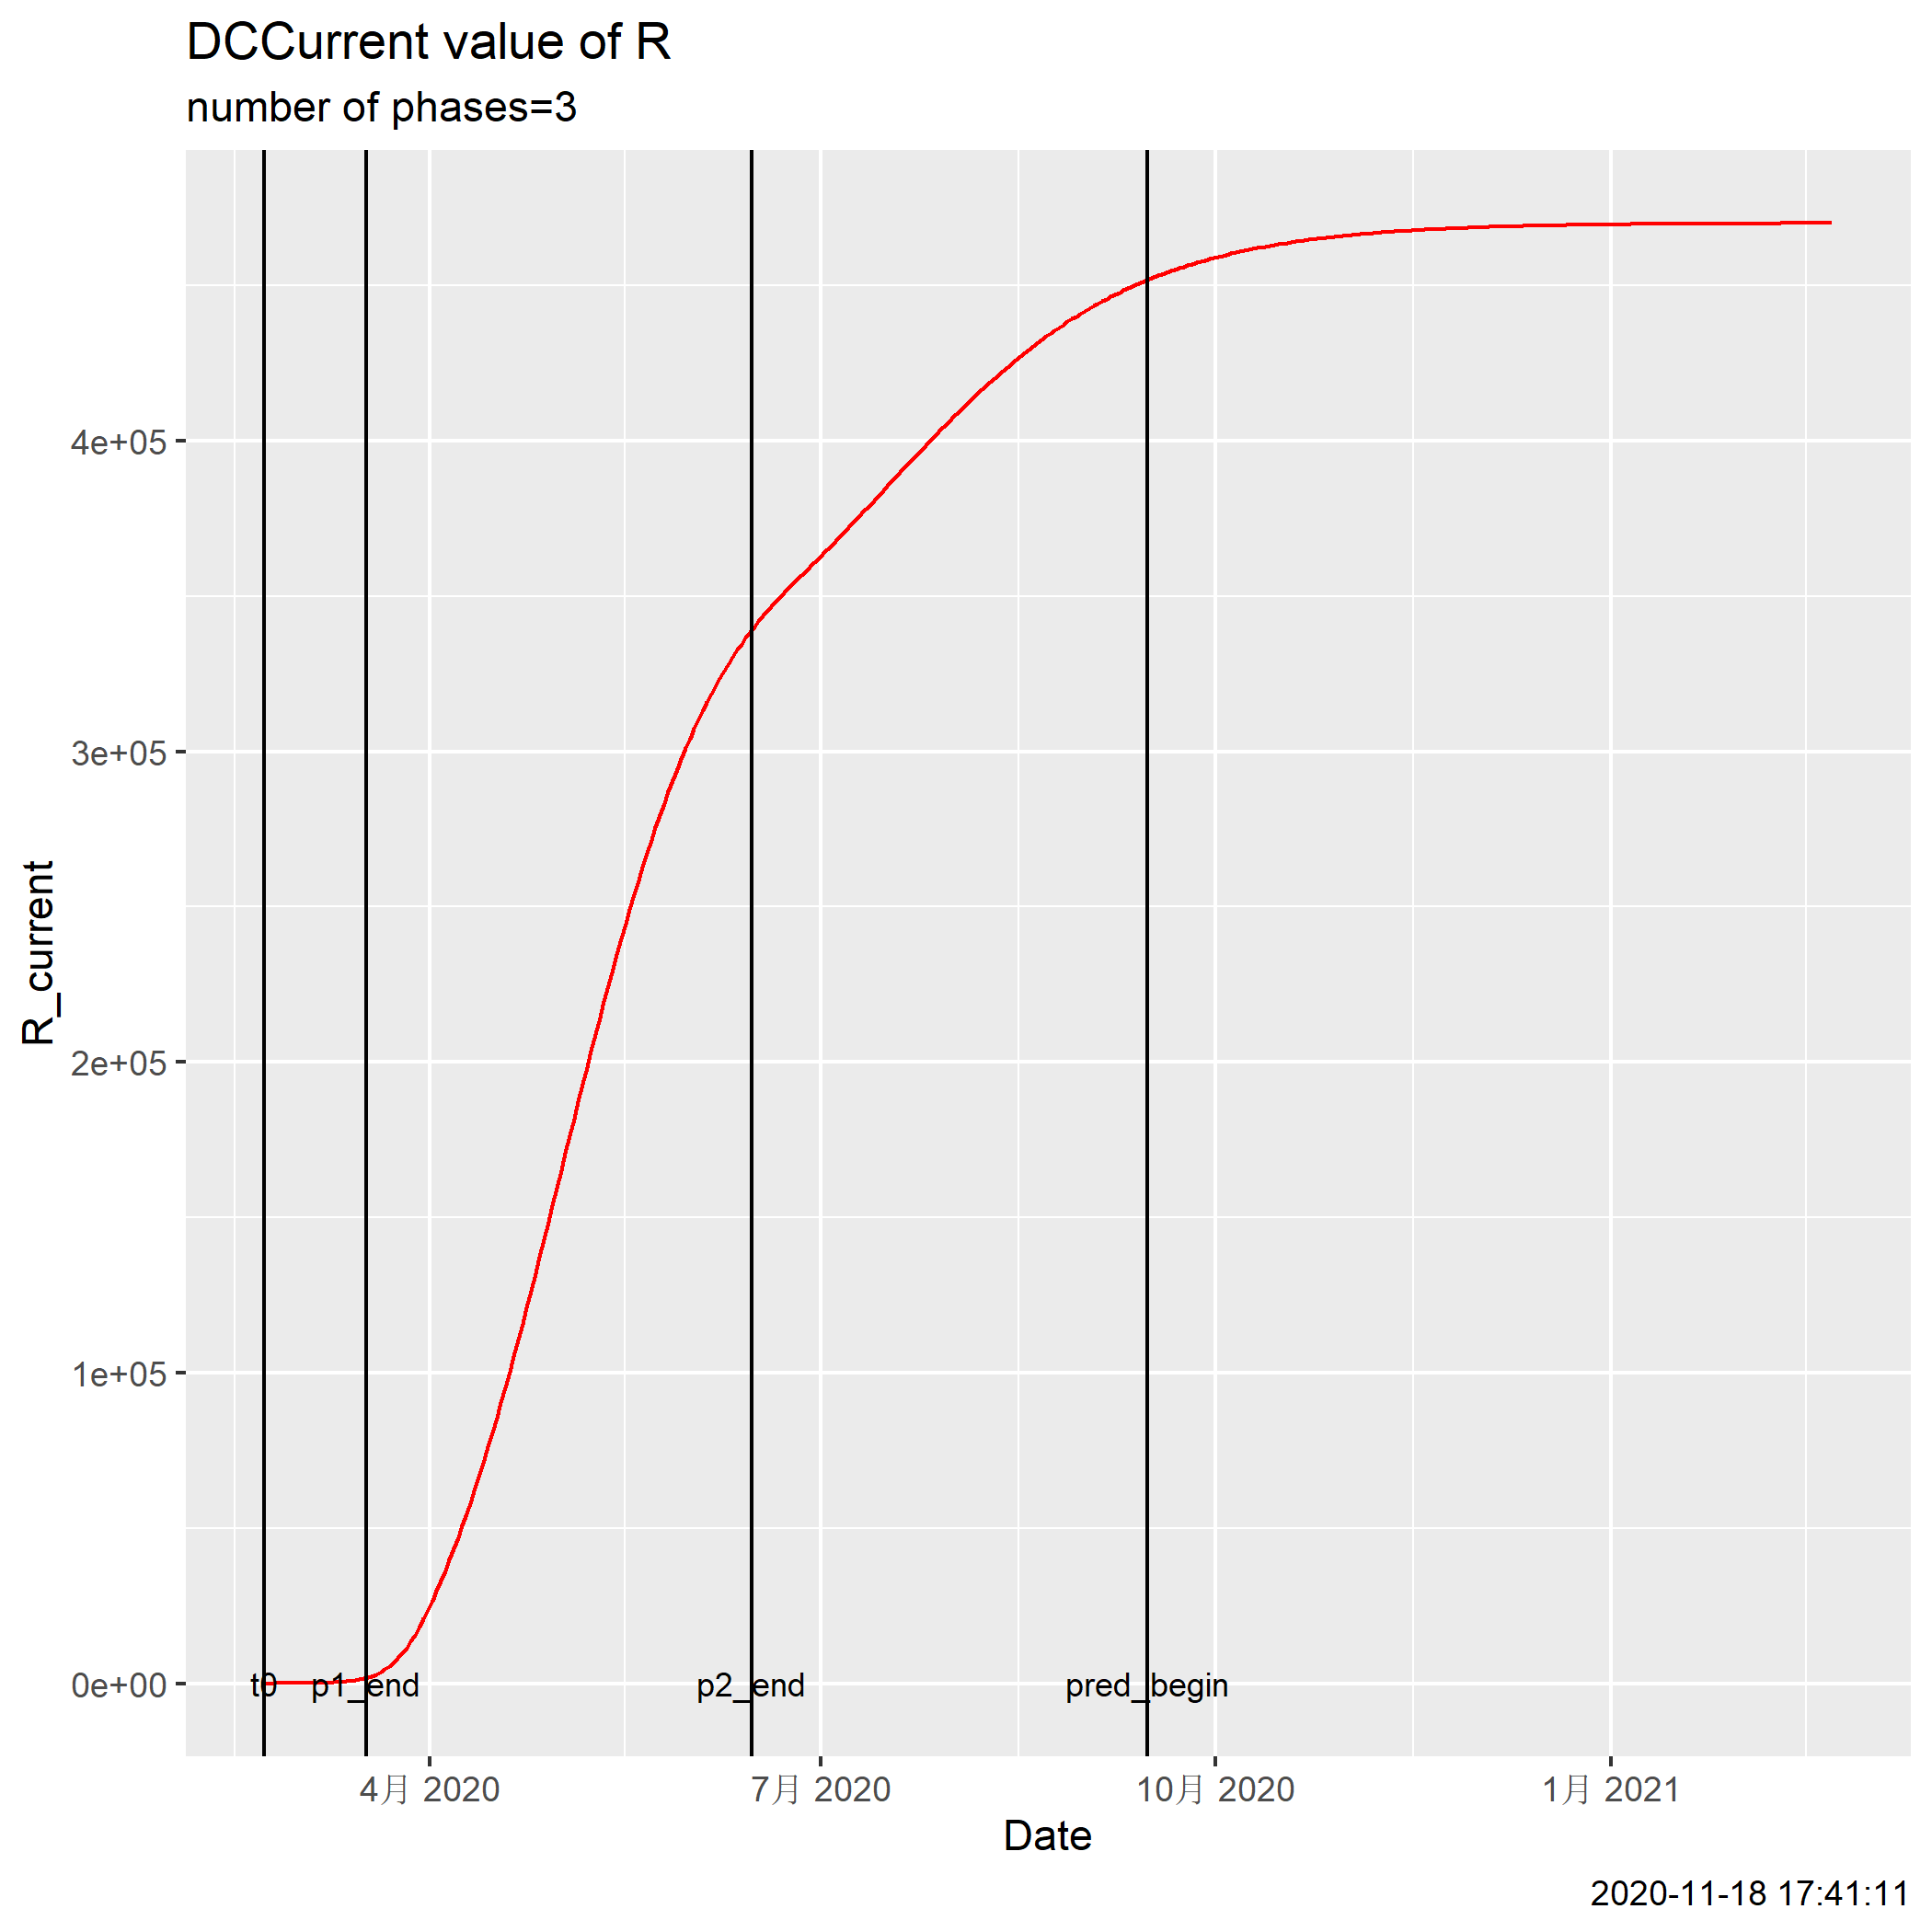 DCCurrent value of R
number of phases=3
R_current
4e+05
3e+05
2e+05
1e+05
0e+00
t0 p1_end p2_end pred_begin
4月 2020 7月 2020 10月 2020 1月 2021
Date
2020-11-18 17:41:11